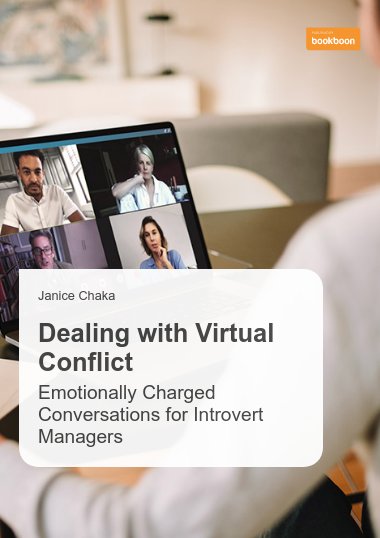 bookboon
Janice Chaka
Dealing with Virtual
Conflict
Emotionally Charged
Conversations for Introvert
Managers